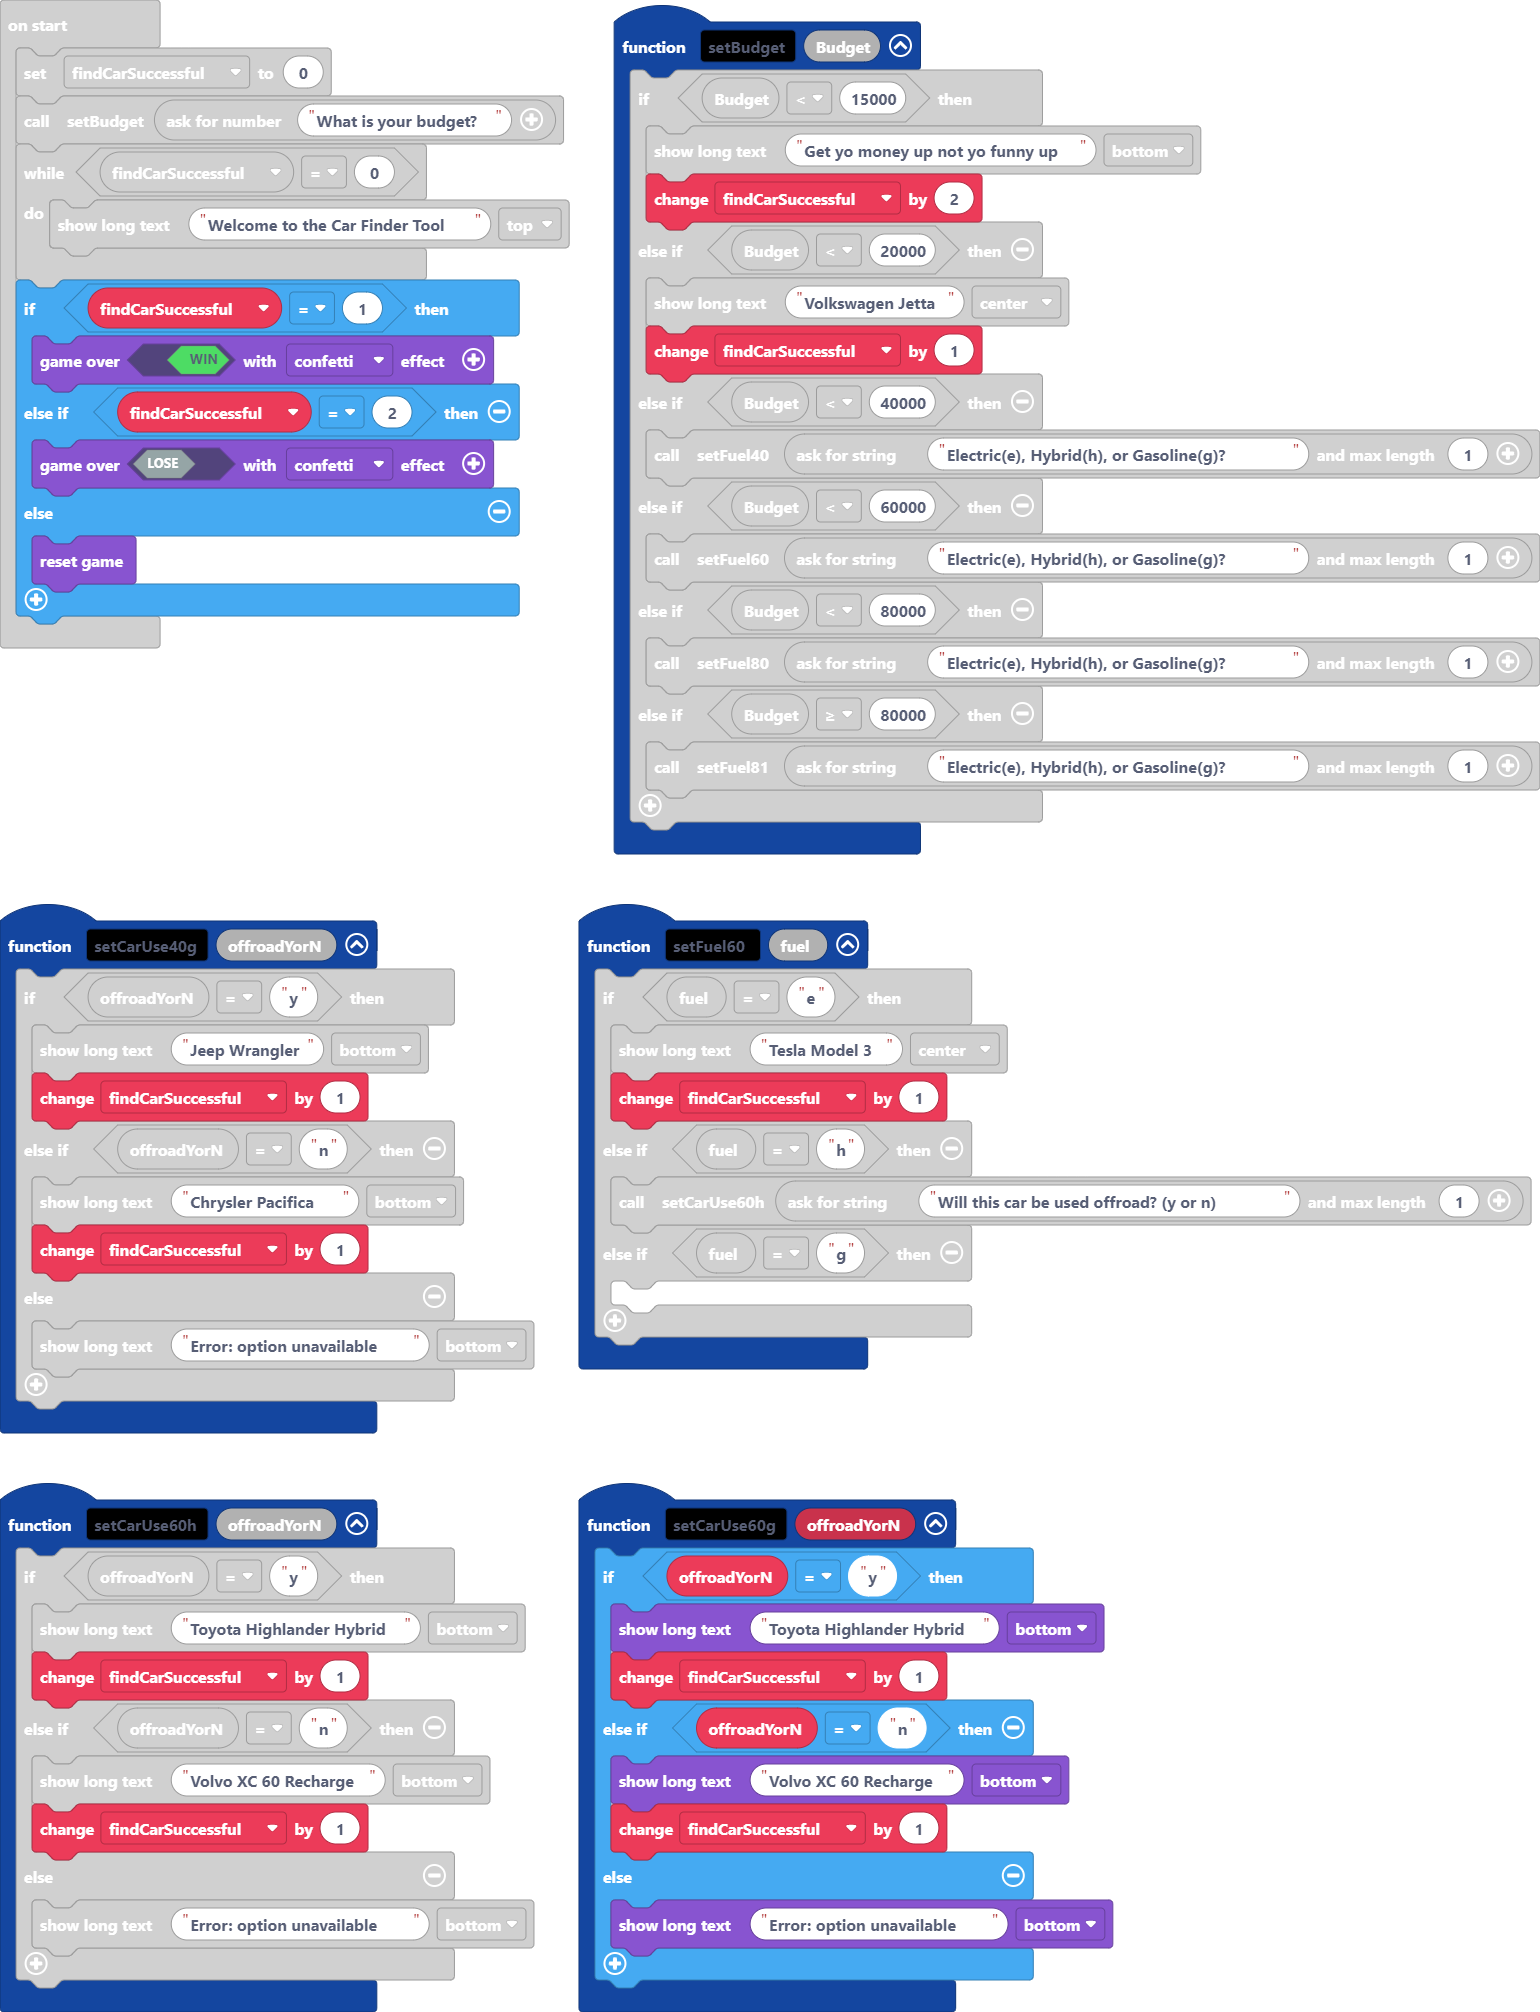 on start
set findCarSuccessful to 0
call setBudget ask for number "What is your budget?"
while findCarSuccessful = 0
do show long text "Welcome to the Car Finder Tool" top
if findCarSuccessful = 1 then
game over WIN with confetti effect
else if findCarSuccessful = 2 then
game over LOSE with confetti effect
else
reset game
function setBudget Budget
if Budget < 15000 then
show long text "Get yo money up not yo funny up" bottom
change findCarSuccessful by 2
else if Budget < 20000 then
show long text "Volkswagen Jetta" center
change findCarSuccessful by 1
else if Budget < 40000 then
call setFuel40 ask for string "Electric(e), Hybrid(h), or Gasoline(g)?" and max length 1
else if Budget < 60000 then
call setFuel60 ask for string "Electric(e), Hybrid(h), or Gasoline(g)?" and max length 1
else if Budget < 80000 then
call setFuel80 ask for string "Electric(e), Hybrid(h), or Gasoline(g)?" and max length 1
else if Budget ≥ 80000 then
call setFuel81 ask for string "Electric(e), Hybrid(h), or Gasoline(g)?" and max length 1
function setCarUse40g offroadYorN
if offroadYorN = "y" then
show long text "Jeep Wrangler" bottom
change findCarSuccessful by 1
else if offroadYorN = "n" then
show long text "Chrysler Pacifica" bottom
change findCarSuccessful by 1
else
show long text "Error: option unavailable" bottom
function setFuel60 fuel
if fuel = "e" then
show long text "Tesla Model 3" center
change findCarSuccessful by 1
else if fuel = "h" then
call setCarUse60h ask for string "Will this car be used offroad? (y or n)" and max length 1
else if fuel = "g" then
function setCarUse60h offroadYorN
if offroadYorN = "y" then
show long text "Toyota Highlander Hybrid" bottom
change findCarSuccessful by 1
else if offroadYorN = "n" then
show long text "Volvo XC 60 Recharge" bottom
change findCarSuccessful by 1
else
show long text "Error: option unavailable" bottom
function setCarUse60g offroadYorN
if offroadYorN = "y" then
show long text "Toyota Highlander Hybrid" bottom
change findCarSuccessful by 1
else if offroadYorN = "n" then
show long text "Volvo XC 60 Recharge" bottom
change findCarSuccessful by 1
else
show long text "Error: option unavailable" bottom